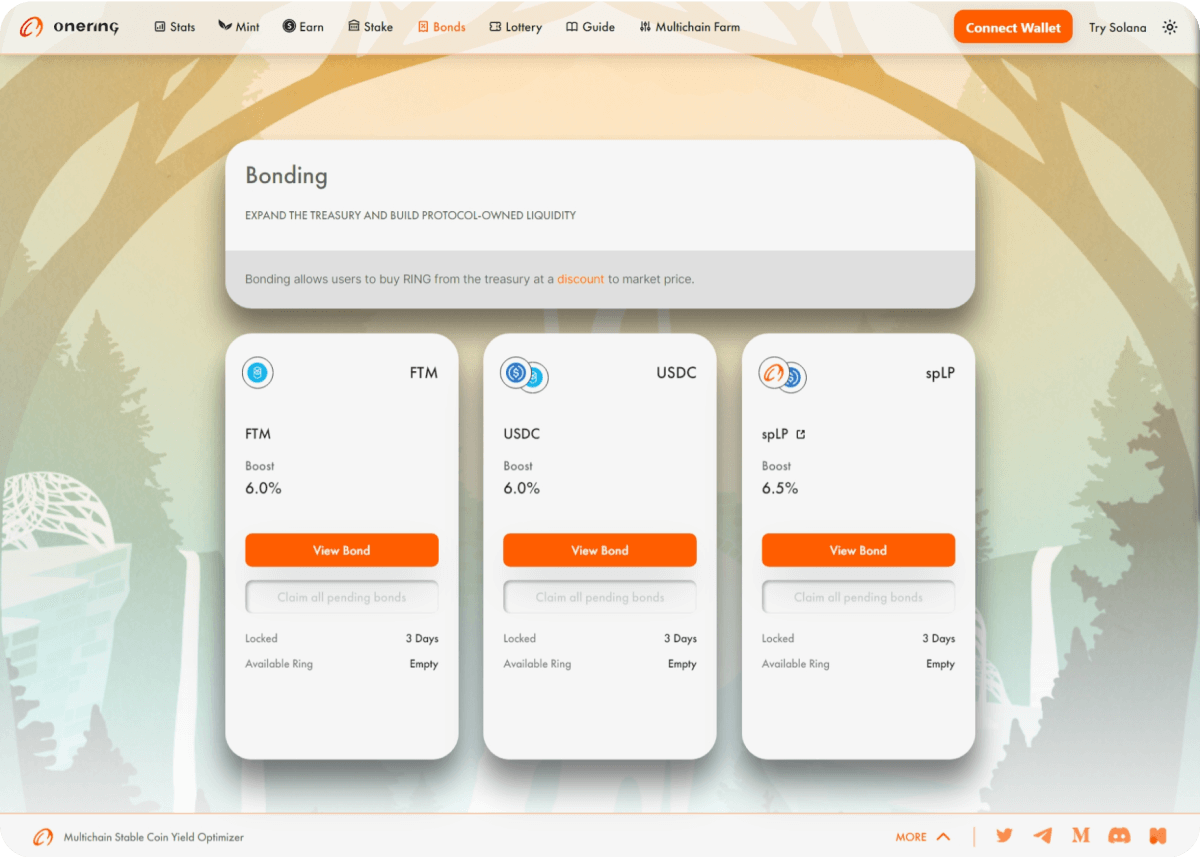 onering Stats Mint Earn Stake Bonds Lottery Guide Multichain Farm Connect Wallet Try Solana
Bonding
EXPAND THE TREASURY AND BUILD PROTOCOL-OWNED LIQUIDITY
Bonding allows users to buy RING from the treasury at a discount to market price.
FTM
FTM
Boost
6.0%
View Bond
Claim all pending bonds
Locked 3 Days
Available Ring Empty
USDC
USDC
Boost
6.0%
View Bond
Claim all pending bonds
Locked 3 Days
Available Ring Empty
spLP
spLP
Boost
6.5%
View Bond
Claim all pending bonds
Locked 3 Days
Available Ring Empty
Multichain Stable Coin Yield Optimizer MORE